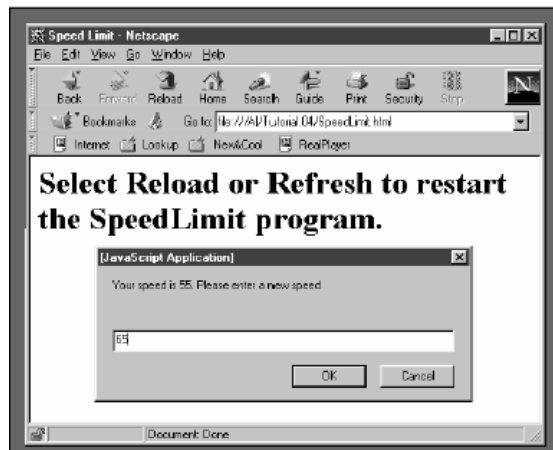 Speed Limit - Netscape
File Edit View Go Window Help
Back Forward Reload Home Search Guide Print Security Stop
N
Bookmarks Go to: file:///A|/Tutorial.04/SpeedLimit.html
Internet Lookup New&Cool RealPlayer
Select Reload or Refresh to restart
the SpeedLimit program.
[JavaScript Application]
Your speed is 55. Please enter a new speed
65
OK Cancel
Document: Done